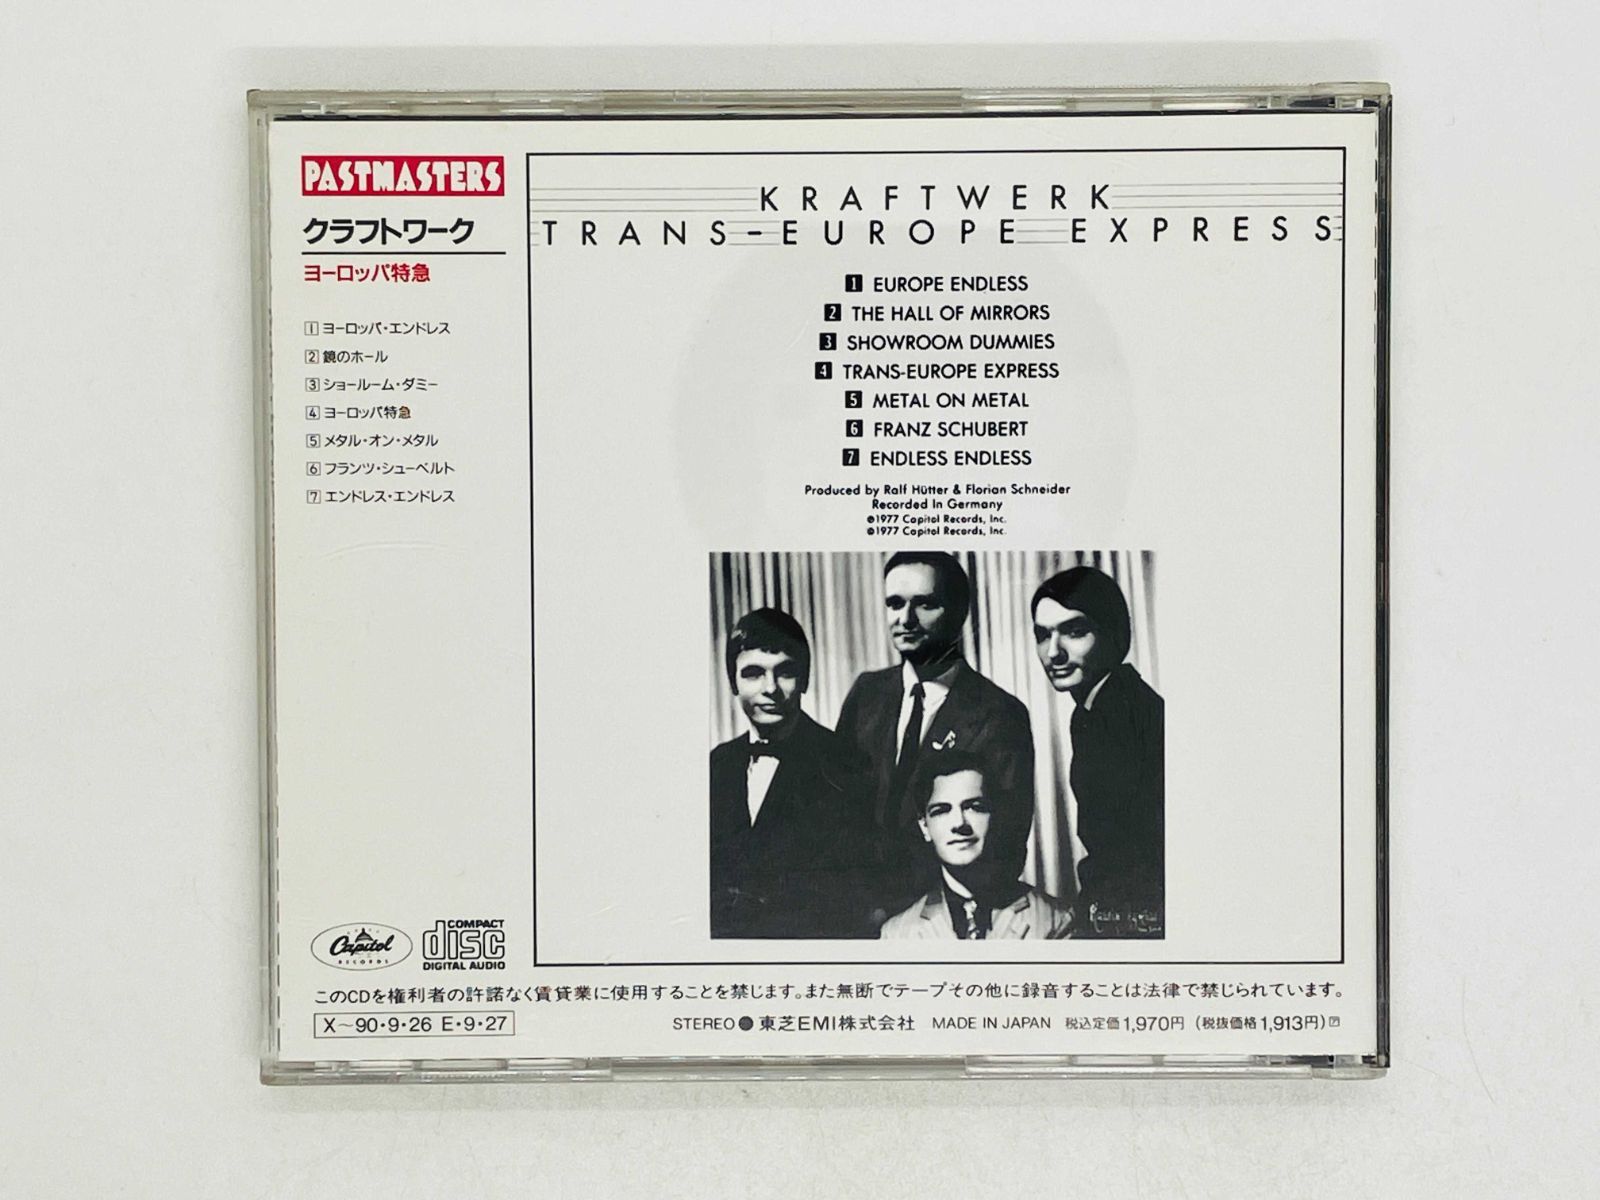 PASTMASTERS
クラフトワーク
ヨーロッパ特急
1 ヨーロッパ・エンドレス
2 鏡のホール
3 ショールーム・ダミー
4 ヨーロッパ特急
5 メタル・オン・メタル
6 フランツ・シューベルト
7 エンドレス・エンドレス
KRAFTWERK
TRANS-EUROPE EXPRESS
1 EUROPE ENDLESS
2 THE HALL OF MIRRORS
3 SHOWROOM DUMMIES
4 TRANS-EUROPE EXPRESS
5 METAL ON METAL
6 FRANZ SCHUBERT
7 ENDLESS ENDLESS
Produced by Ralf Hütter & Florian Schneider
Recorded In Germany
℗1977 Capitol Records, Inc.
©1977 Capitol Records, Inc.
Capitol
RECORDS
COMPACT
disc
DIGITAL AUDIO
このCDを権利者の許諾なく賃貸業に使用することを禁じます。また無断でテープその他に録音することは法律で禁じられています。
X～90・9・26 E・9・27
STEREO●東芝EMI株式会社 MADE IN JAPAN 税込定価1,970円 (税抜価格1,913円)